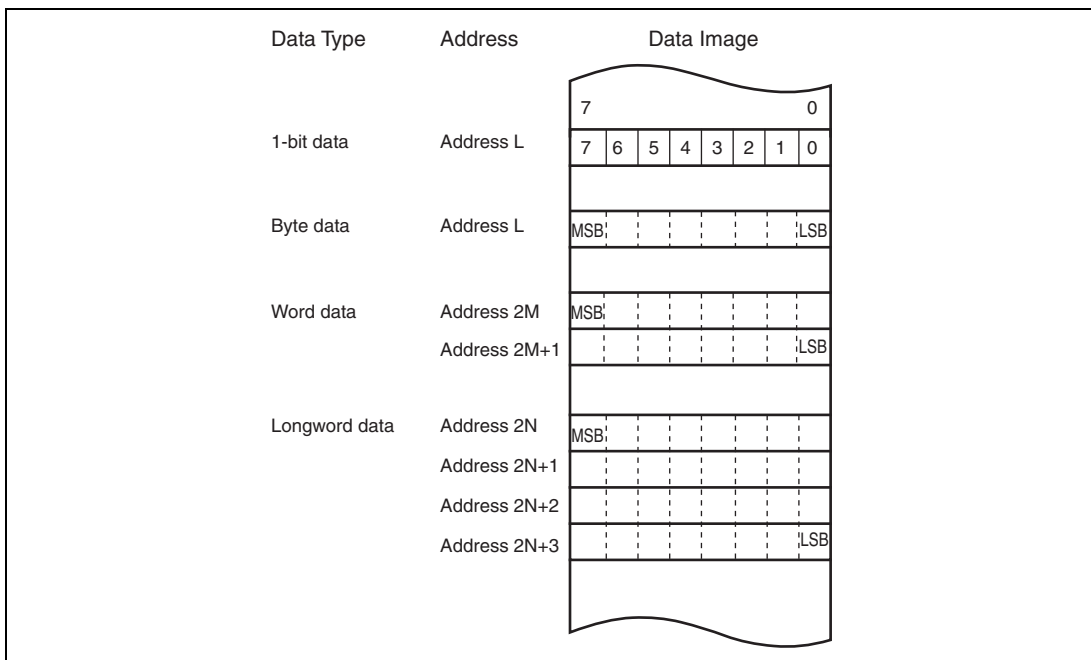 Data Type Address Data Image
7 0
1-bit data Address L 7 6 5 4 3 2 1 0
Byte data Address L MSB LSB
Word data Address 2M MSB
Address 2M+1 LSB
Longword data Address 2N MSB
Address 2N+1
Address 2N+2
Address 2N+3 LSB